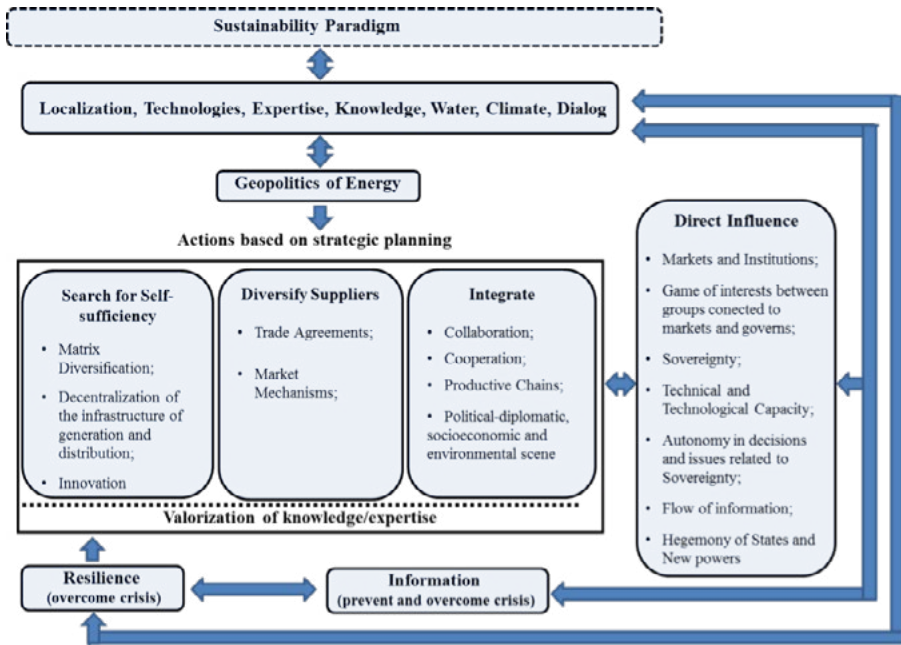 Sustainability Paradigm
Localization, Technologies, Expertise, Knowledge, Water, Climate, Dialog
Geopolitics of Energy
Actions based on strategic planning
Search for Self-
sufficiency
• Matrix
Diversification;
• Decentralization of
the infrastructure of
generation and
distribution;
• Innovation
Diversify Suppliers
• Trade Agreements;
• Market
Mechanisms;
Integrate
• Collaboration;
• Cooperation;
• Productive Chains;
• Political-diplomatic,
socioeconomic and
environmental scene
Valorization of knowledge/expertise
Direct Influence
• Markets and Institutions;
• Game of interests between
groups conected to
markets and governs;
• Sovereignty;
• Technical and
Technological Capacity;
• Autonomy in decisions
and issues related to
Sovereignty;
• Flow of information;
• Hegemony of States and
New powers
Resilience
(overcome crisis)
Information
(prevent and overcome crisis)